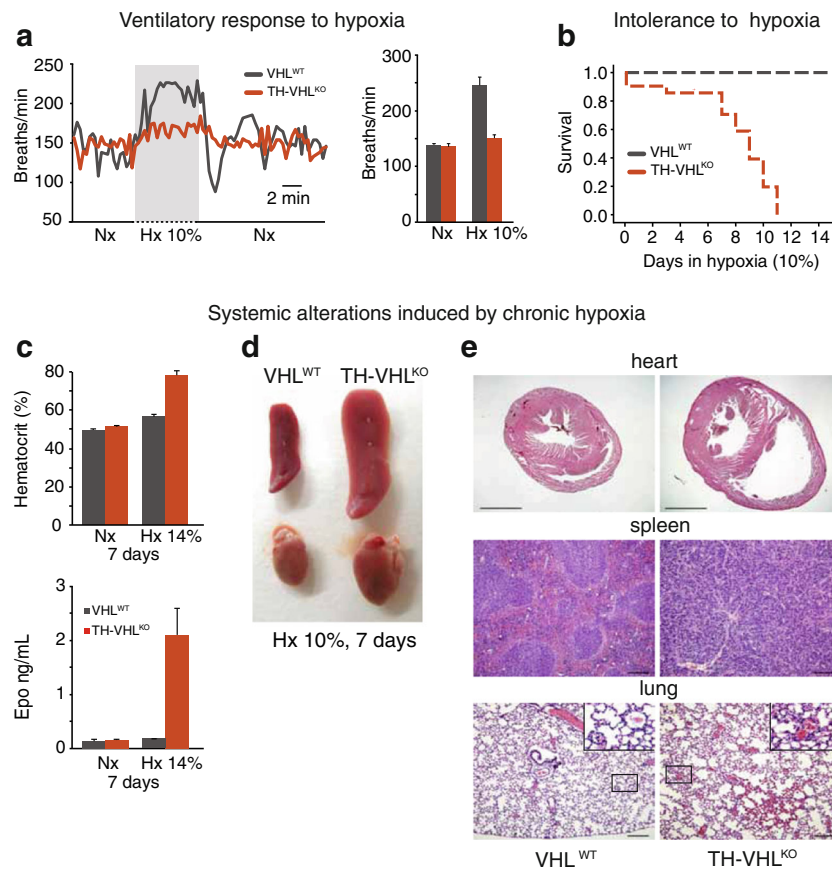 Ventilatory response to hypoxia
Intolerance to hypoxia
a
b
250
200
150
100
50
Breaths/min
VHL^WT
TH-VHL^KO
2 min
Nx
Hx 10%
Nx
300
200
100
0
Breaths/min
Nx
Hx 10%
1.0
0.8
0.6
0.4
0.2
0.0
Survival
VHL^WT
TH-VHL^KO
0 2 4 6 8 10 12 14
Days in hypoxia (10%)
Systemic alterations induced by chronic hypoxia
c
d
e
80
60
40
20
0
Hematocrit (%)
Nx
Hx 14%
7 days
3
2
1
0
Epo ng/mL
VHL^WT
TH-VHL^KO
Nx
Hx 14%
7 days
VHL^WT
TH-VHL^KO
Hx 10%, 7 days
heart
spleen
lung
VHL^WT
TH-VHL^KO